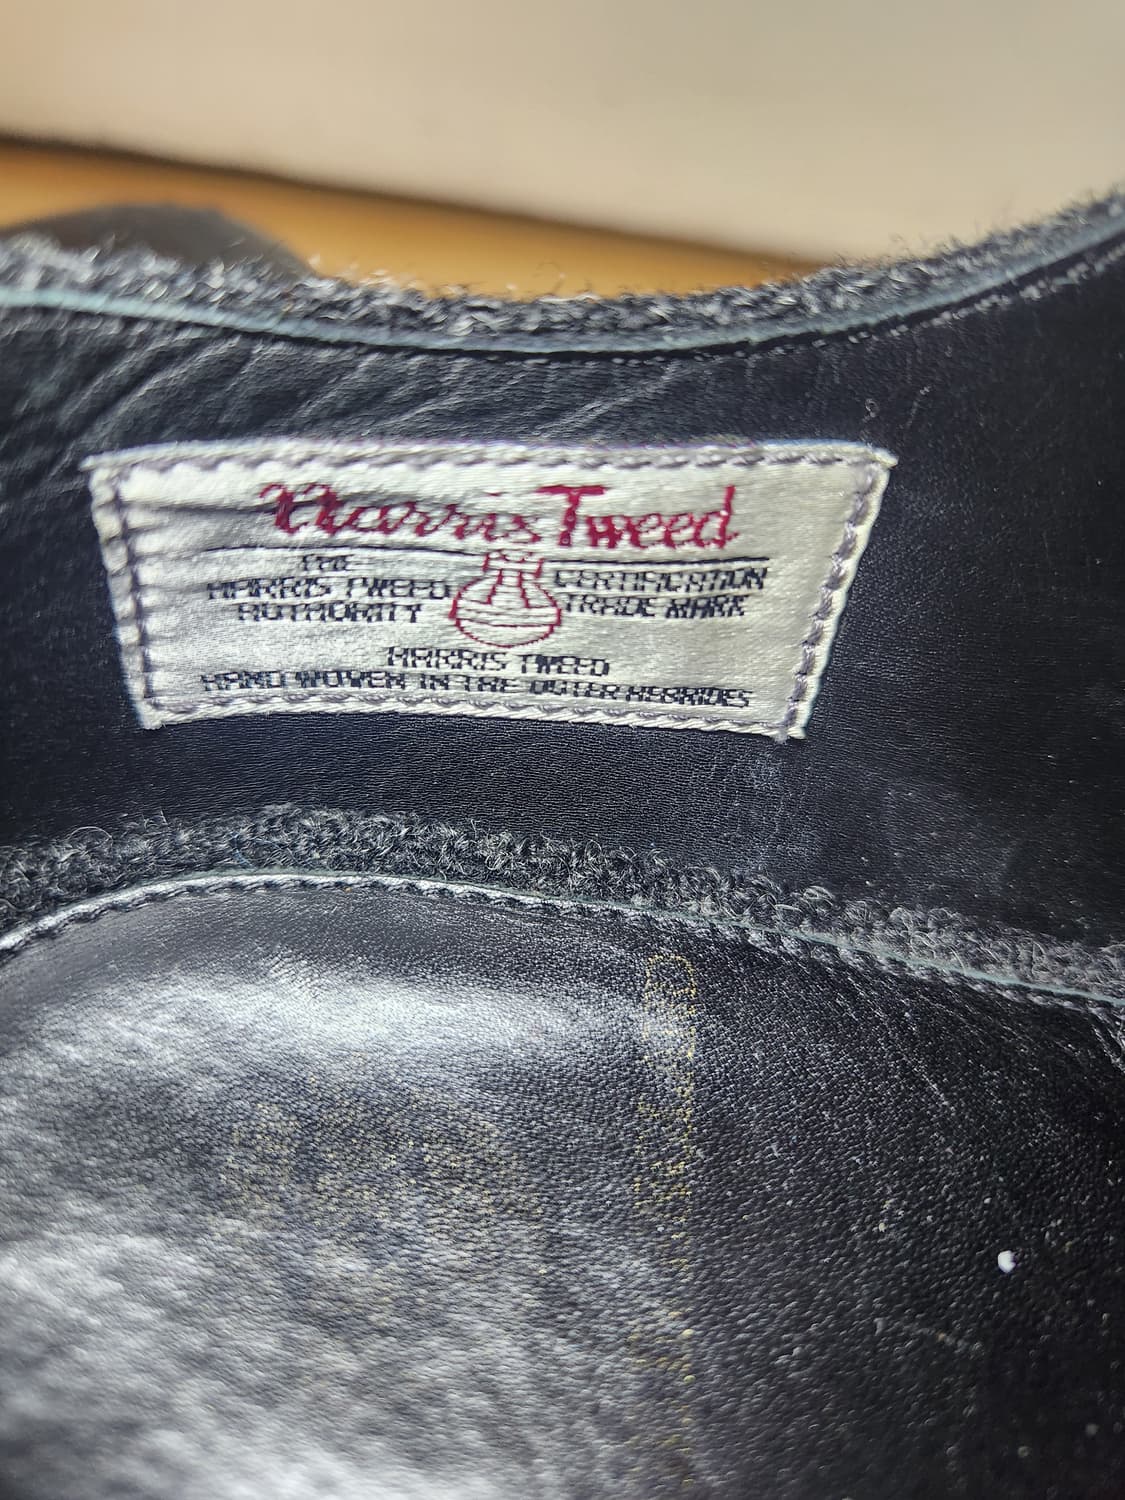 Harris Tweed
THE
HARRIS TWEED
AUTHORITY
CERTIFICATION
TRADE MARK
HARRIS TWEED
HAND WOVEN IN THE OUTER HEBRIDES